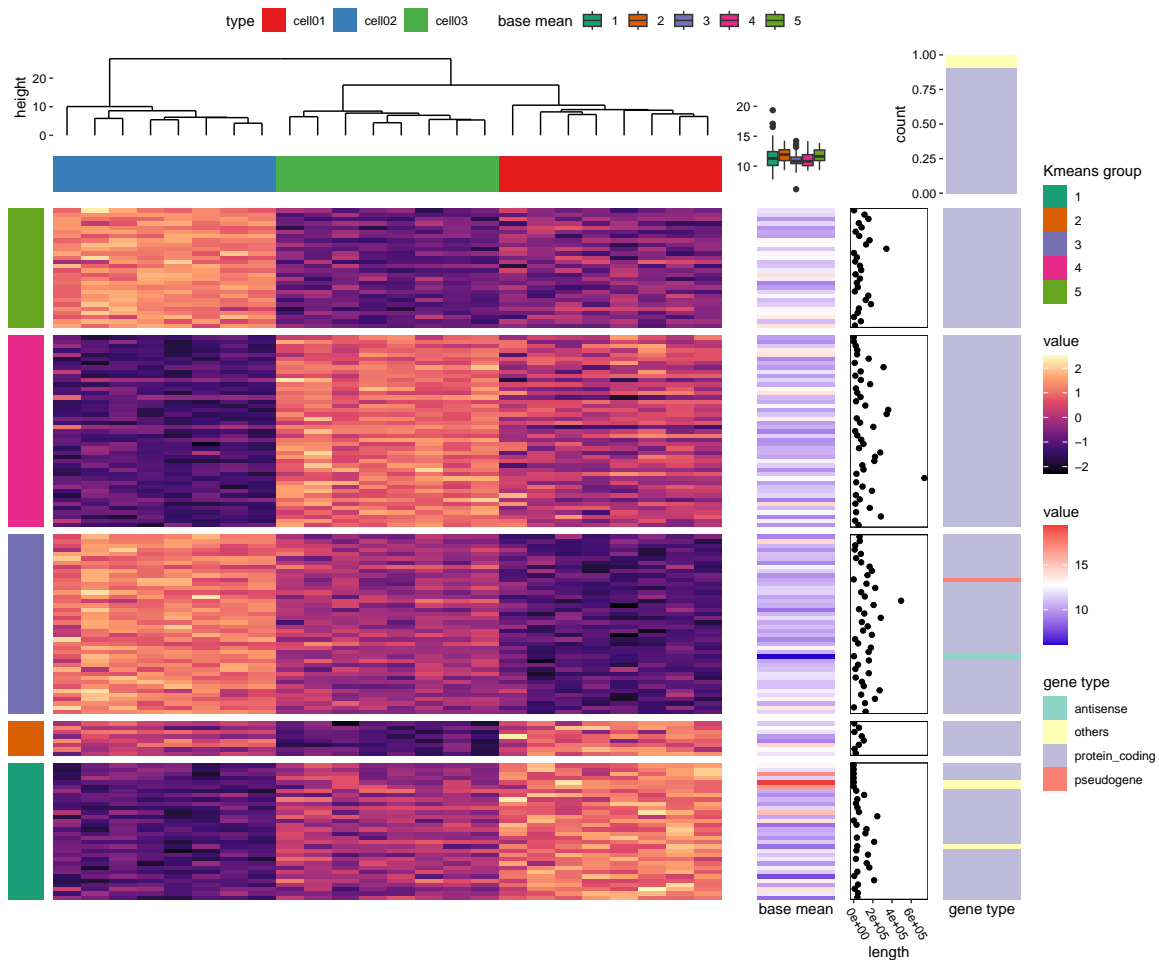 type cell01 cell02 cell03 base mean 1 2 3 4 5
height
20
10
0
20
15
10
count
1.00
0.75
0.50
0.25
0.00
Kmeans group
1
2
3
4
5
value
2
1
0
−1
−2
value
15
10
gene type
antisense
others
protein_coding
pseudogene
base mean
0e+00
2e+05
4e+05
6e+05
length
gene type